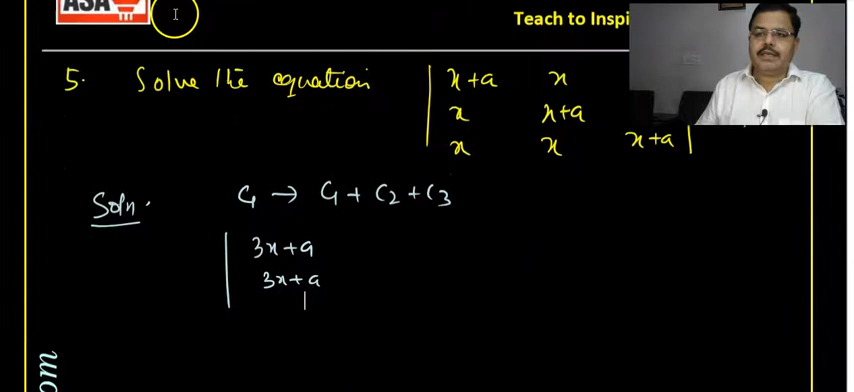 ASA
Teach to Inspi
5. Solve the equation | x+a x
x x+a
x x x+a |
Soln. C1 → C1 + C2 + C3
| 3x+a
3x+a
om